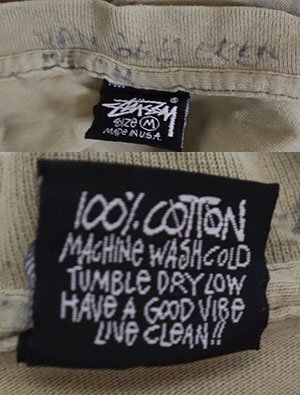 Stüssy
®
SIZE M
MADE IN U.S.A.
100% COTTON
MACHINE WASH COLD
TUMBLE DRY LOW
HAVE A GOOD VIBE
LIVE CLEAN!!